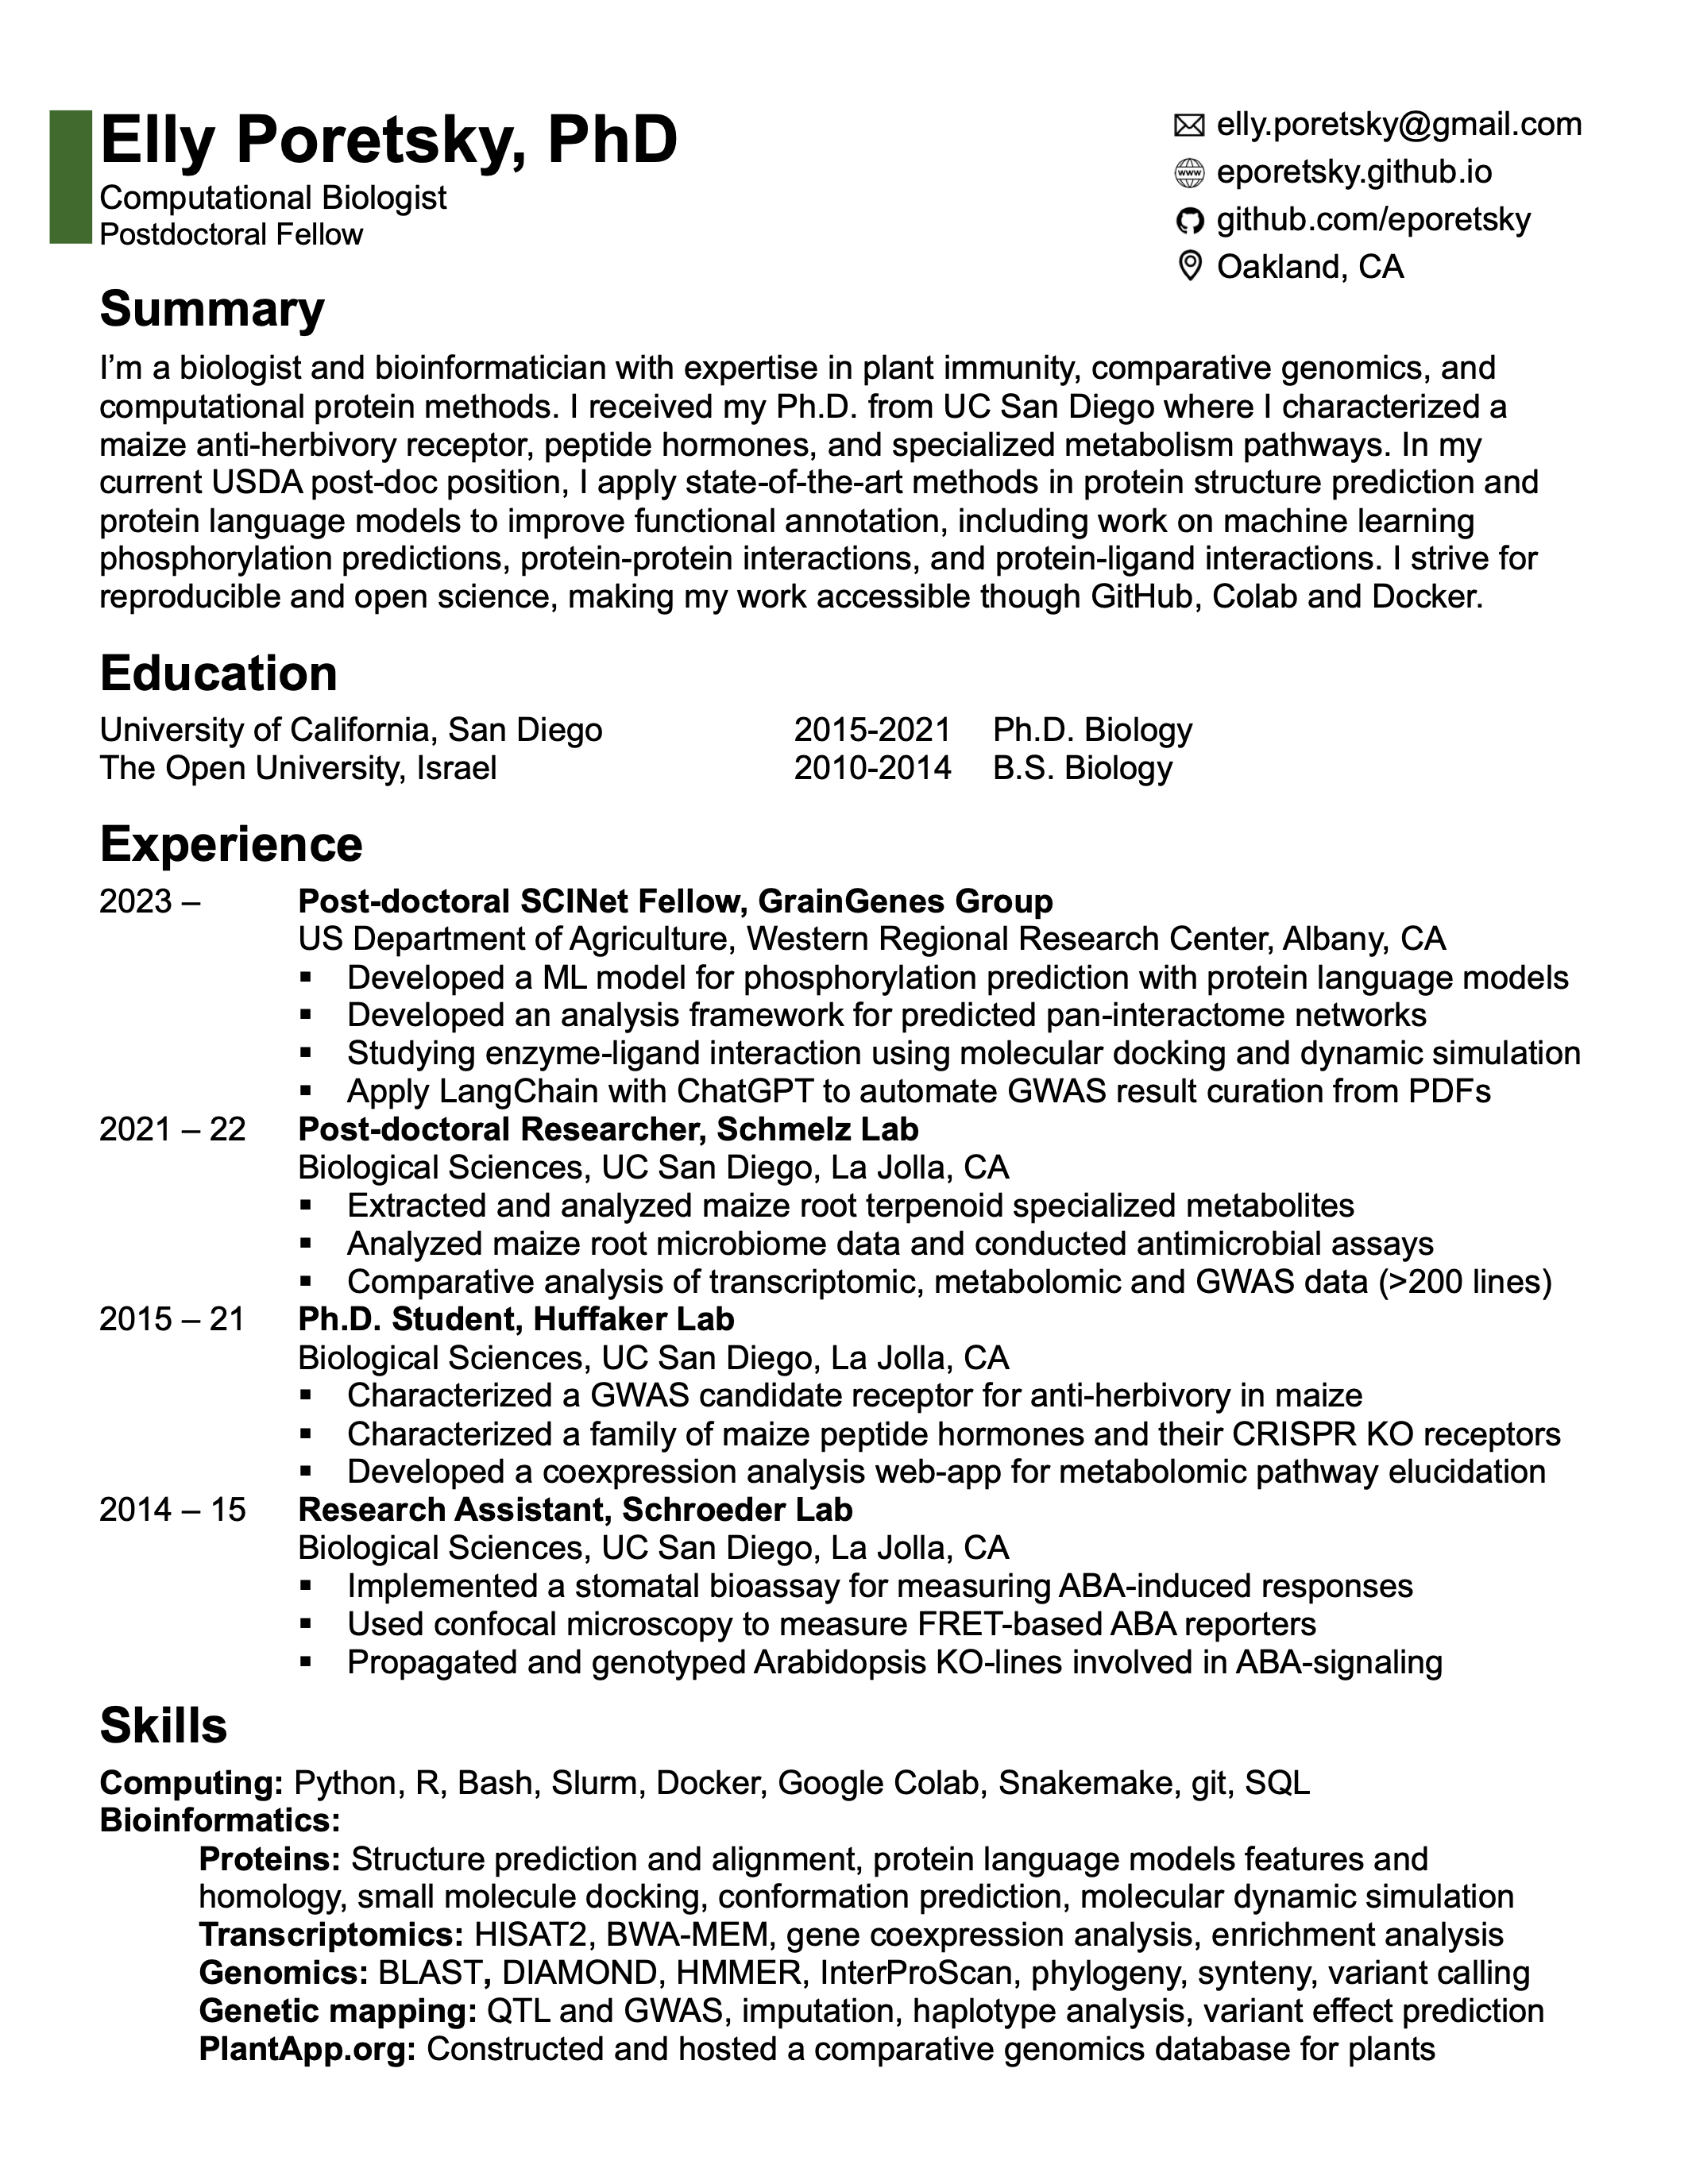 Elly Poretsky, PhD
Computational Biologist
Postdoctoral Fellow
elly.poretsky@gmail.com
www eporetsky.github.io
github.com/eporetsky
Oakland, CA
Summary
I’m a biologist and bioinformatician with expertise in plant immunity, comparative genomics, and
computational protein methods. I received my Ph.D. from UC San Diego where I characterized a
maize anti-herbivory receptor, peptide hormones, and specialized metabolism pathways. In my
current USDA post-doc position, I apply state-of-the-art methods in protein structure prediction and
protein language models to improve functional annotation, including work on machine learning
phosphorylation predictions, protein-protein interactions, and protein-ligand interactions. I strive for
reproducible and open science, making my work accessible though GitHub, Colab and Docker.
Education
University of California, San Diego 2015-2021 Ph.D. Biology
The Open University, Israel 2010-2014 B.S. Biology
Experience
2023 – Post-doctoral SCINet Fellow, GrainGenes Group
US Department of Agriculture, Western Regional Research Center, Albany, CA
▪ Developed a ML model for phosphorylation prediction with protein language models
▪ Developed an analysis framework for predicted pan-interactome networks
▪ Studying enzyme-ligand interaction using molecular docking and dynamic simulation
▪ Apply LangChain with ChatGPT to automate GWAS result curation from PDFs
2021 – 22 Post-doctoral Researcher, Schmelz Lab
Biological Sciences, UC San Diego, La Jolla, CA
▪ Extracted and analyzed maize root terpenoid specialized metabolites
▪ Analyzed maize root microbiome data and conducted antimicrobial assays
▪ Comparative analysis of transcriptomic, metabolomic and GWAS data (>200 lines)
2015 – 21 Ph.D. Student, Huffaker Lab
Biological Sciences, UC San Diego, La Jolla, CA
▪ Characterized a GWAS candidate receptor for anti-herbivory in maize
▪ Characterized a family of maize peptide hormones and their CRISPR KO receptors
▪ Developed a coexpression analysis web-app for metabolomic pathway elucidation
2014 – 15 Research Assistant, Schroeder Lab
Biological Sciences, UC San Diego, La Jolla, CA
▪ Implemented a stomatal bioassay for measuring ABA-induced responses
▪ Used confocal microscopy to measure FRET-based ABA reporters
▪ Propagated and genotyped Arabidopsis KO-lines involved in ABA-signaling
Skills
Computing: Python, R, Bash, Slurm, Docker, Google Colab, Snakemake, git, SQL
Bioinformatics:
Proteins: Structure prediction and alignment, protein language models features and
homology, small molecule docking, conformation prediction, molecular dynamic simulation
Transcriptomics: HISAT2, BWA-MEM, gene coexpression analysis, enrichment analysis
Genomics: BLAST, DIAMOND, HMMER, InterProScan, phylogeny, synteny, variant calling
Genetic mapping: QTL and GWAS, imputation, haplotype analysis, variant effect prediction
PlantApp.org: Constructed and hosted a comparative genomics database for plants